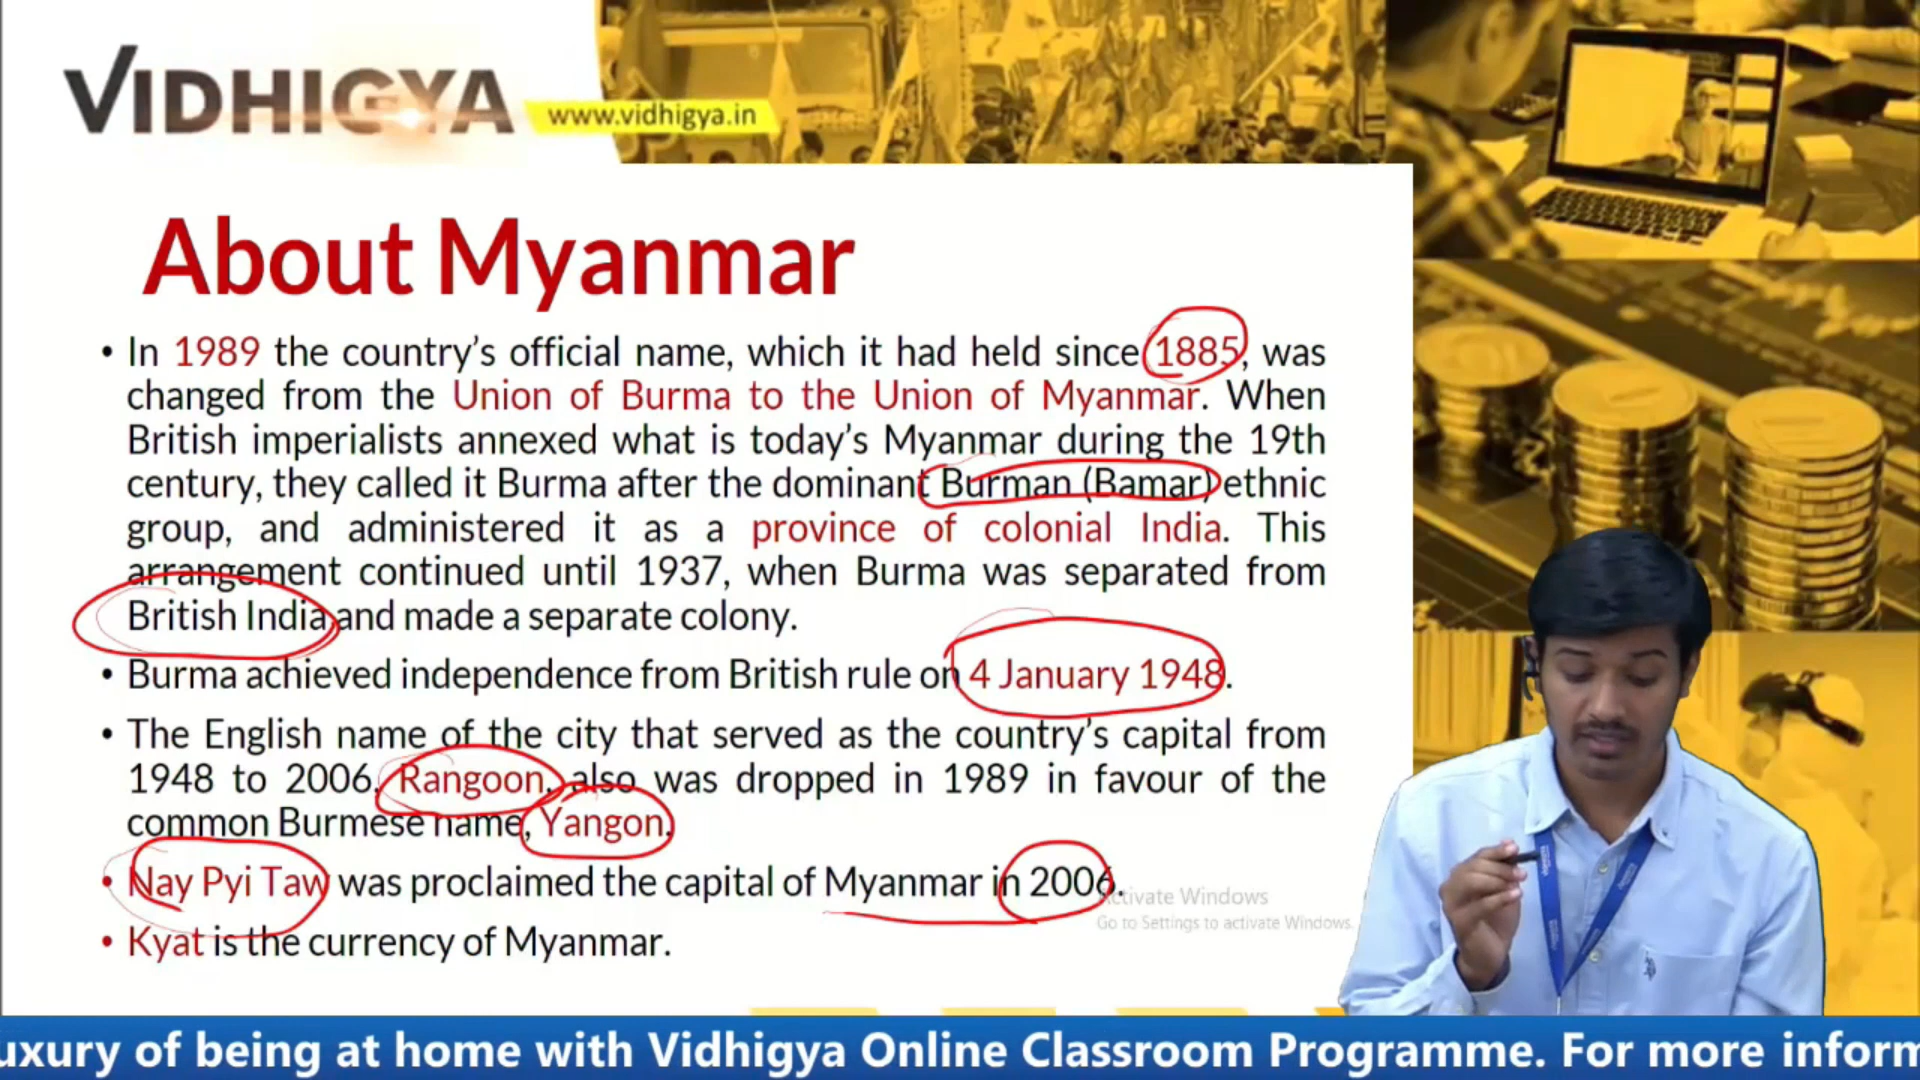 VIDHIGYA
www.vidhigya.in
About Myanmar
• In 1989 the country’s official name, which it had held since 1885, was
changed from the Union of Burma to the Union of Myanmar. When
British imperialists annexed what is today’s Myanmar during the 19th
century, they called it Burma after the dominant Burman (Bamar) ethnic
group, and administered it as a province of colonial India. This
arrangement continued until 1937, when Burma was separated from
British India and made a separate colony.
• Burma achieved independence from British rule on 4 January 1948.
• The English name of the city that served as the country’s capital from
1948 to 2006, Rangoon, also was dropped in 1989 in favour of the
common Burmese name, Yangon.
• Nay Pyi Taw was proclaimed the capital of Myanmar in 2006.
• Kyat is the currency of Myanmar.
Activate Windows
Go to Settings to activate Windows.
uxury of being at home with Vidhigya Online Classroom Programme. For more inform